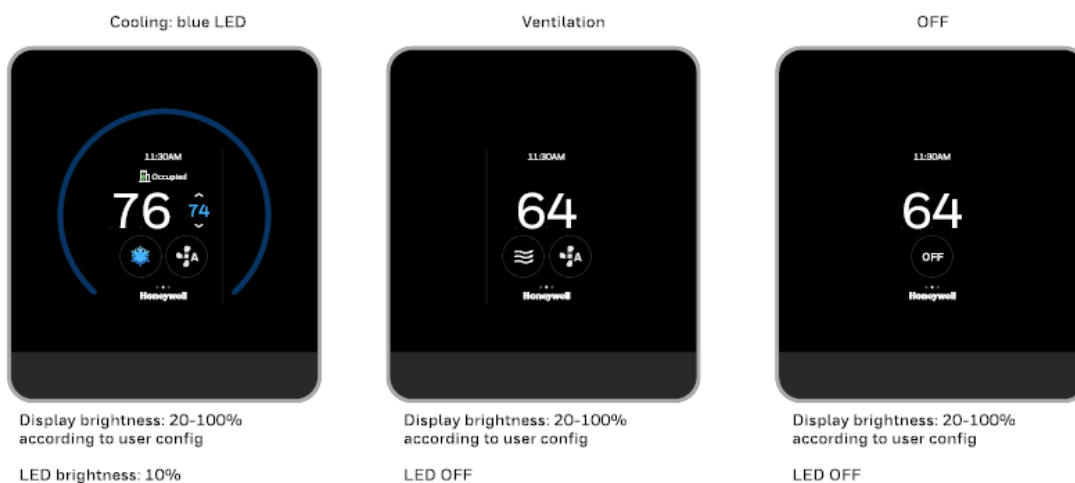 Cooling: blue LED
11:30AM
Occupied
76
74
A
Honeywell
Display brightness: 20-100%
according to user config
LED brightness: 10%
Ventilation
11:30AM
64
A
Honeywell
Display brightness: 20-100%
according to user config
LED OFF
OFF
11:30AM
64
OFF
Honeywell
Display brightness: 20-100%
according to user config
LED OFF